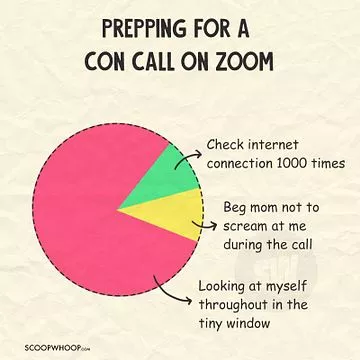 PREPPING FOR A
CON CALL ON ZOOM
Check internet
connection 1000 times
Beg mom not to
scream at me
during the call
Looking at myself
throughout in the
tiny window
SCOOPWHOOP.COM